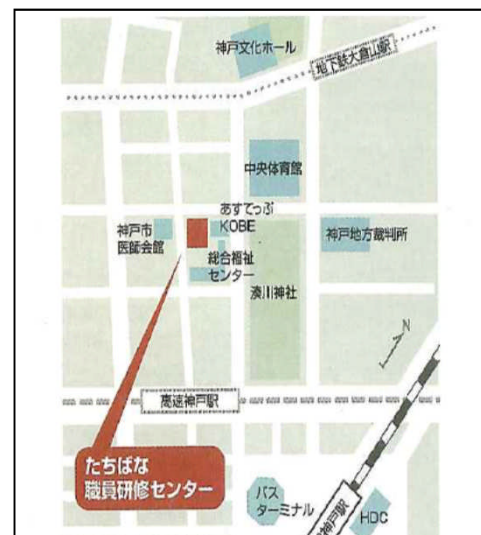 神戸文化ホール
地下鉄大倉山駅
中央体育館
あすてっぷ
KOBE
神戸市
医師会館
神戸地方裁判所
総合福祉
センター
湊川神社
N
高速神戸駅
たちばな
職員研修センター
バス
ターミナル
神戸駅
HDC